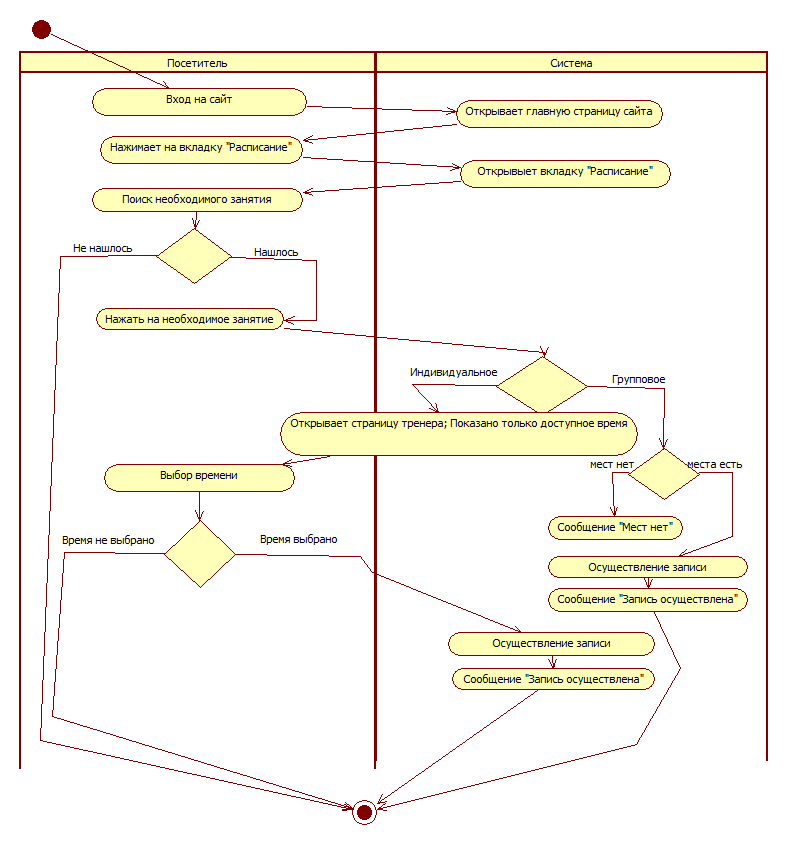 Посетитель
Система
Вход на сайт
Открывает главную страницу сайта
Нажимает на вкладку "Расписание"
Открывыет вкладку "Расписание"
Поиск необходимого занятия
Не нашлось
Нашлось
Нажать на необходимое занятие
Индивидуальное
Групповое
Открывает страницу тренера; Показано только доступное время
мест нет
места есть
Выбор времени
Сообщение "Мест нет"
Время не выбрано
Время выбрано
Осуществление записи
Сообщение "Запись осуществлена"
Осуществление записи
Сообщение "Запись осуществлена"